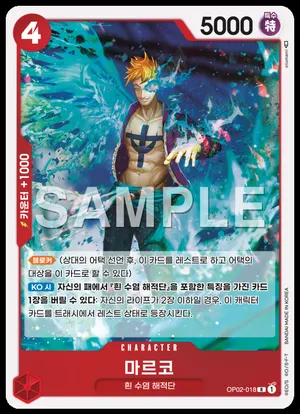 4
5000
특수
特
카운터 +1000
SAMPLE
블로커 (상대의 어택 선언 후, 이 카드를 레스트로 하고 어택의
대상을 이 카드로 할 수 있다)
KO 시 자신의 패에서 「흰 수염 해적단」을 포함한 특징을 가진 카드
1장을 버릴 수 있다: 자신의 라이프가 2장 이하일 경우, 이 캐릭터
카드를 트래시에서 레스트 상태로 등장시킨다.
CHARACTER
마르코
흰 수염 해적단
OP02-018 R 1
BANDAI MADE IN KOREA